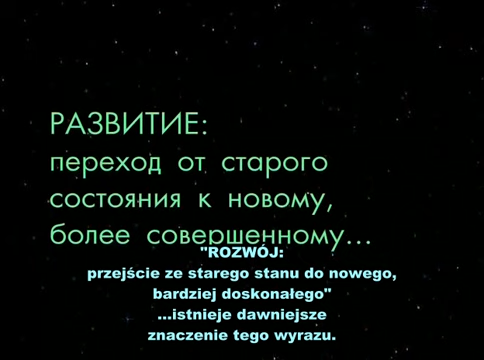 РАЗВИТИЕ:
переход от старого
состояния к новому,
более совершенному...
"ROZWÓJ:
przejście ze starego stanu do nowego,
bardziej doskonałego"
...istnieje dawniejsze
znaczenie tego wyrazu.